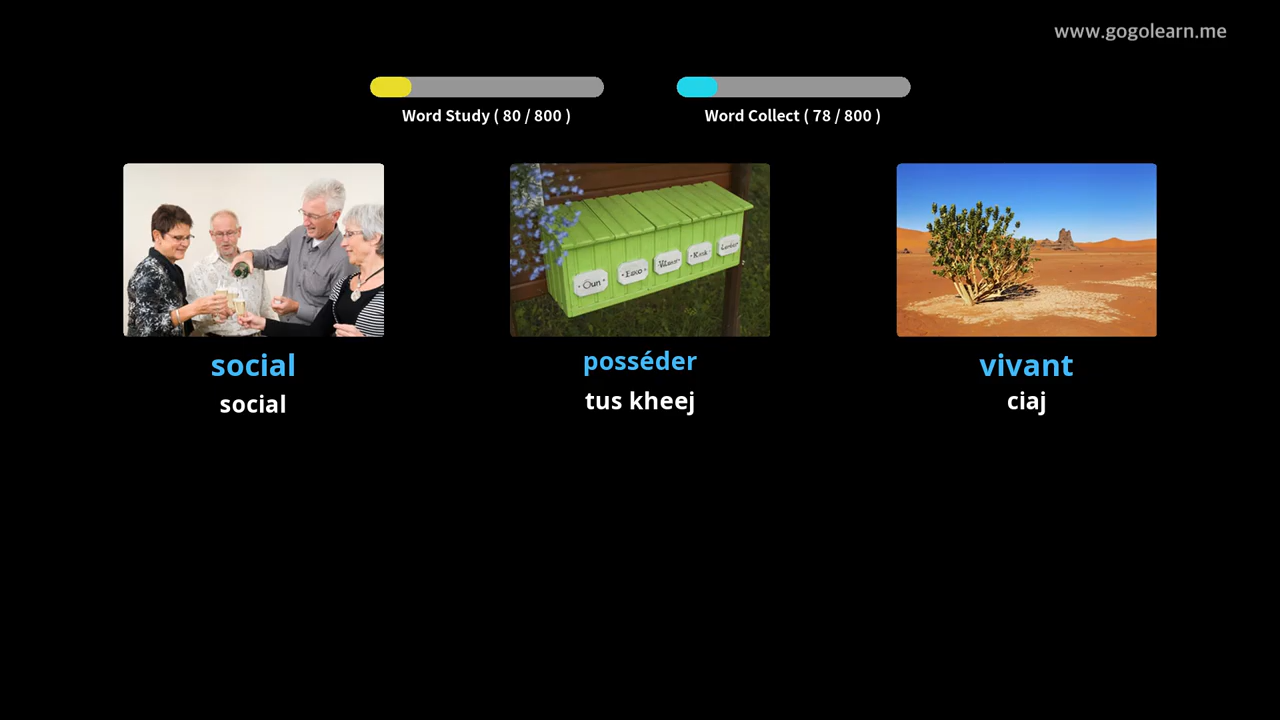 www.gogolearn.me
Word Study ( 80 / 800 )
Word Collect ( 78 / 800 )
social
posséder
vivant
social
tus kheej
ciaj